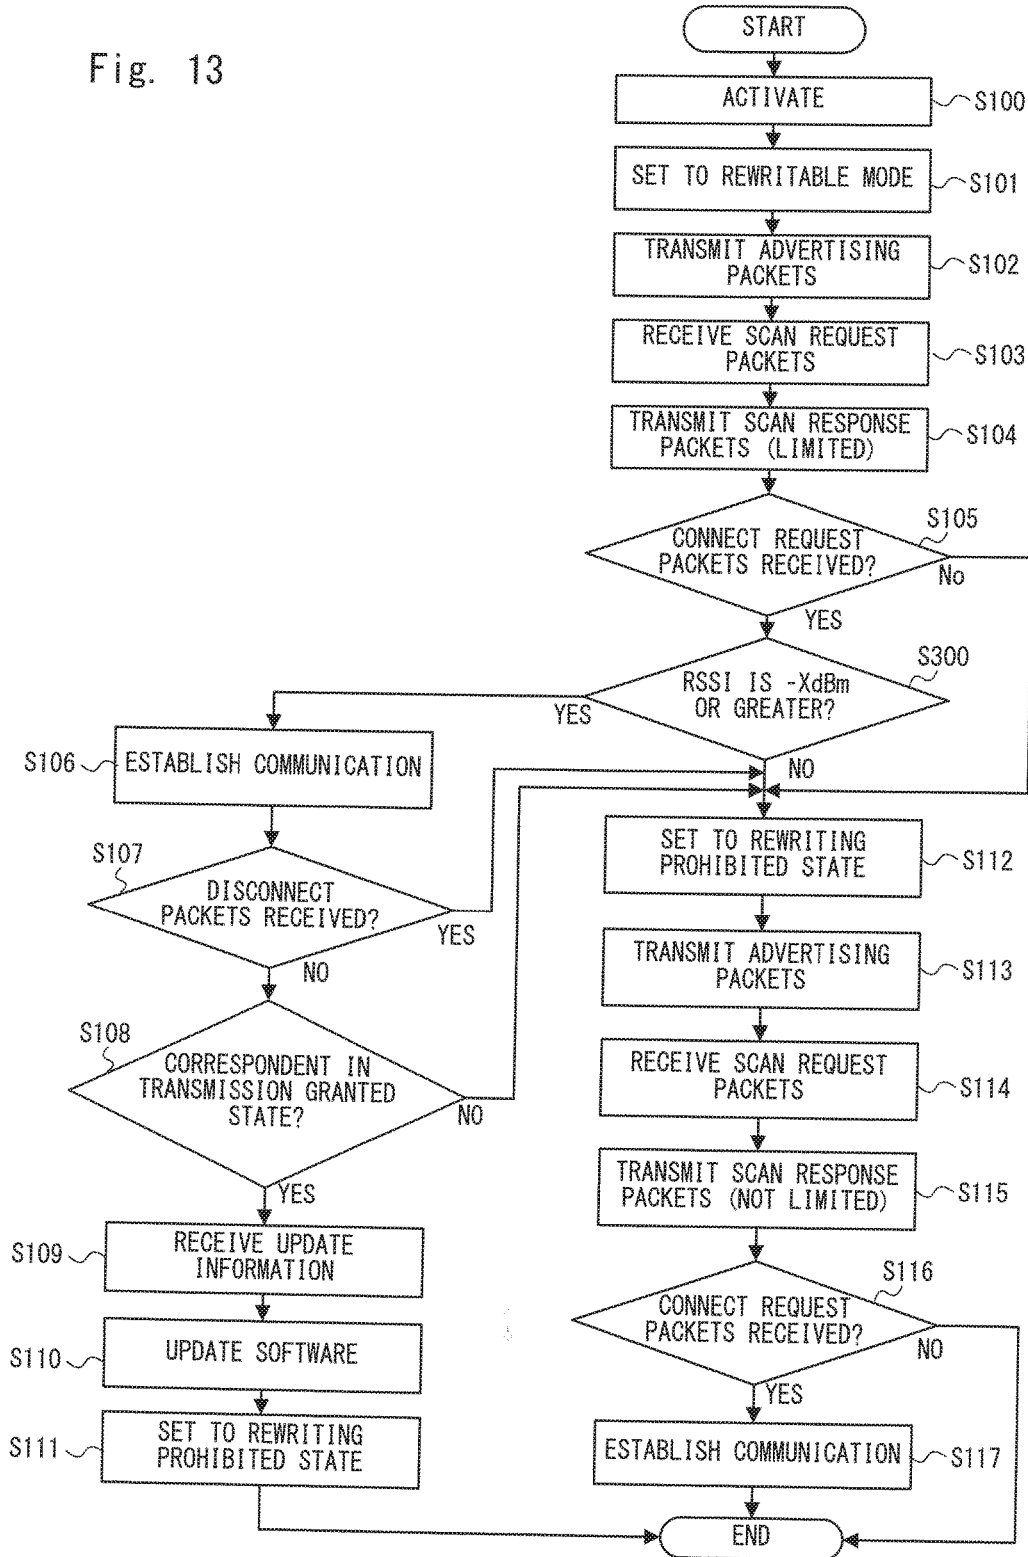 Fig. 13
START
ACTIVATE
S100
SET TO REWRITABLE MODE
S101
TRANSMIT ADVERTISING
PACKETS
S102
RECEIVE SCAN REQUEST
PACKETS
S103
TRANSMIT SCAN RESPONSE
PACKETS (LIMITED)
S104
CONNECT REQUEST
PACKETS RECEIVED?
S105
No
YES
RSSI IS -XdBm
OR GREATER?
S300
YES
NO
S106
ESTABLISH COMMUNICATION
S107
DISCONNECT
PACKETS RECEIVED?
YES
NO
S108
CORRESPONDENT IN
TRANSMISSION GRANTED
STATE?
NO
YES
S109
RECEIVE UPDATE
INFORMATION
S110
UPDATE SOFTWARE
S111
SET TO REWRITING
PROHIBITED STATE
SET TO REWRITING
PROHIBITED STATE
S112
TRANSMIT ADVERTISING
PACKETS
S113
RECEIVE SCAN REQUEST
PACKETS
S114
TRANSMIT SCAN RESPONSE
PACKETS (NOT LIMITED)
S115
CONNECT REQUEST
PACKETS RECEIVED?
S116
NO
YES
ESTABLISH COMMUNICATION
S117
END